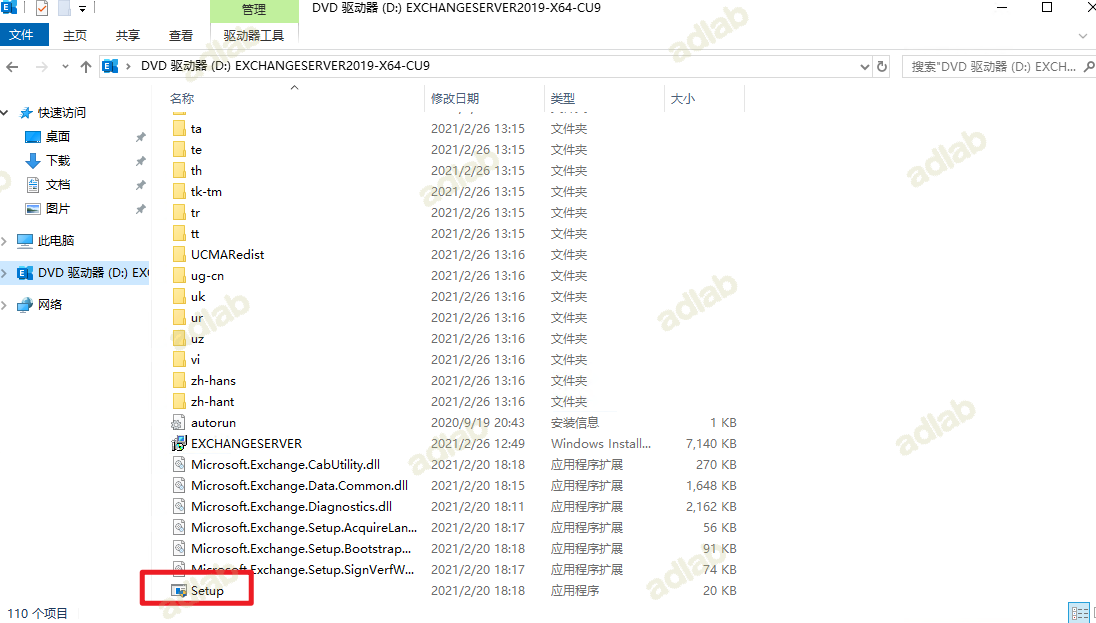 管理
DVD 驱动器 (D:) EXCHANGESERVER2019-X64-CU9
文件 主页 共享 查看 驱动器工具
DVD 驱动器 (D:) EXCHANGESERVER2019-X64-CU9
搜索"DVD 驱动器 (D:) EXCH...
名称 修改日期 类型 大小
快速访问
桌面
下载
文档
图片
此电脑
DVD 驱动器 (D:) EX
网络
ta 2021/2/26 13:15 文件夹
te 2021/2/26 13:15 文件夹
th 2021/2/26 13:15 文件夹
tk-tm 2021/2/26 13:15 文件夹
tr 2021/2/26 13:15 文件夹
tt 2021/2/26 13:15 文件夹
UCMARedist 2021/2/26 13:16 文件夹
ug-cn 2021/2/26 13:16 文件夹
uk 2021/2/26 13:16 文件夹
ur 2021/2/26 13:16 文件夹
uz 2021/2/26 13:16 文件夹
vi 2021/2/26 13:16 文件夹
zh-hans 2021/2/26 13:16 文件夹
zh-hant 2021/2/26 13:16 文件夹
autorun 2020/9/19 20:43 安装信息 1 KB
EXCHANGESERVER 2021/2/26 12:49 Windows Install... 7,140 KB
Microsoft.Exchange.CabUtility.dll 2021/2/20 18:18 应用程序扩展 270 KB
Microsoft.Exchange.Data.Common.dll 2021/2/20 18:15 应用程序扩展 1,648 KB
Microsoft.Exchange.Diagnostics.dll 2021/2/20 18:11 应用程序扩展 2,162 KB
Microsoft.Exchange.Setup.AcquireLan... 2021/2/20 18:17 应用程序扩展 56 KB
Microsoft.Exchange.Setup.Bootstrap... 2021/2/20 18:18 应用程序扩展 91 KB
Microsoft.Exchange.Setup.SignVerfW... 2021/2/20 18:17 应用程序扩展 74 KB
Setup 2021/2/20 18:18 应用程序 20 KB
110 个项目
adlab
adlab
adlab
adlab
adlab
adlab
adlab
adlab
adlab
adlab